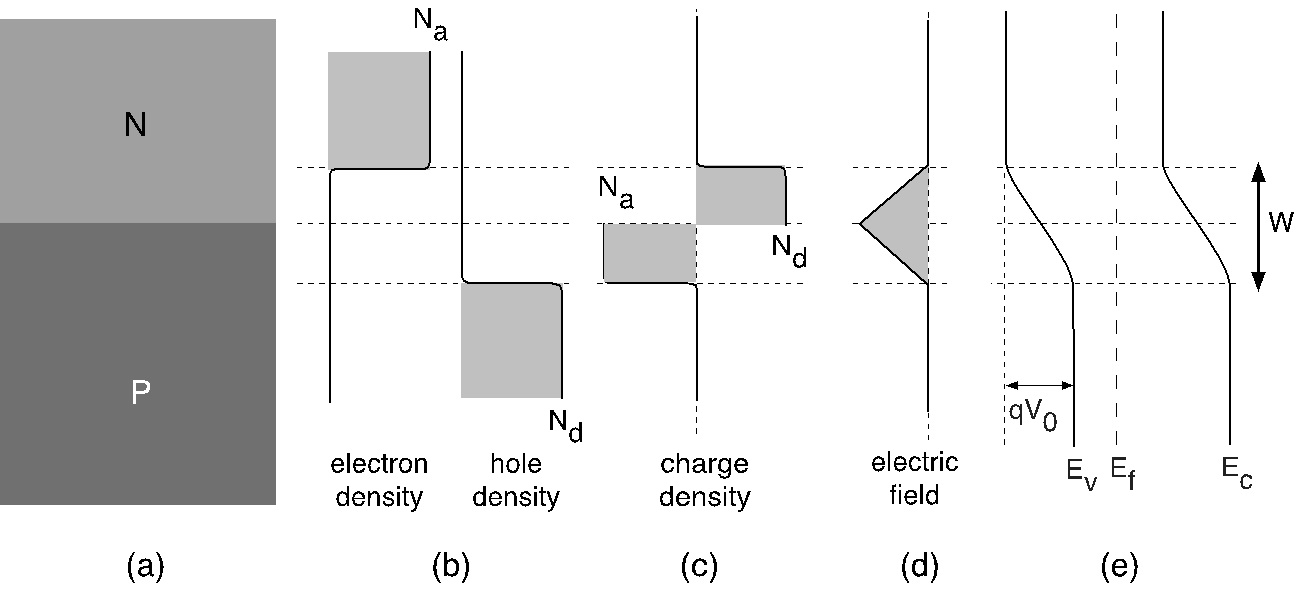 N
P
Na
Nd
electron
density
hole
density
Na
Nd
charge
density
electric
field
qV0
Ev
Ef
Ec
W
(a)
(b)
(c)
(d)
(e)